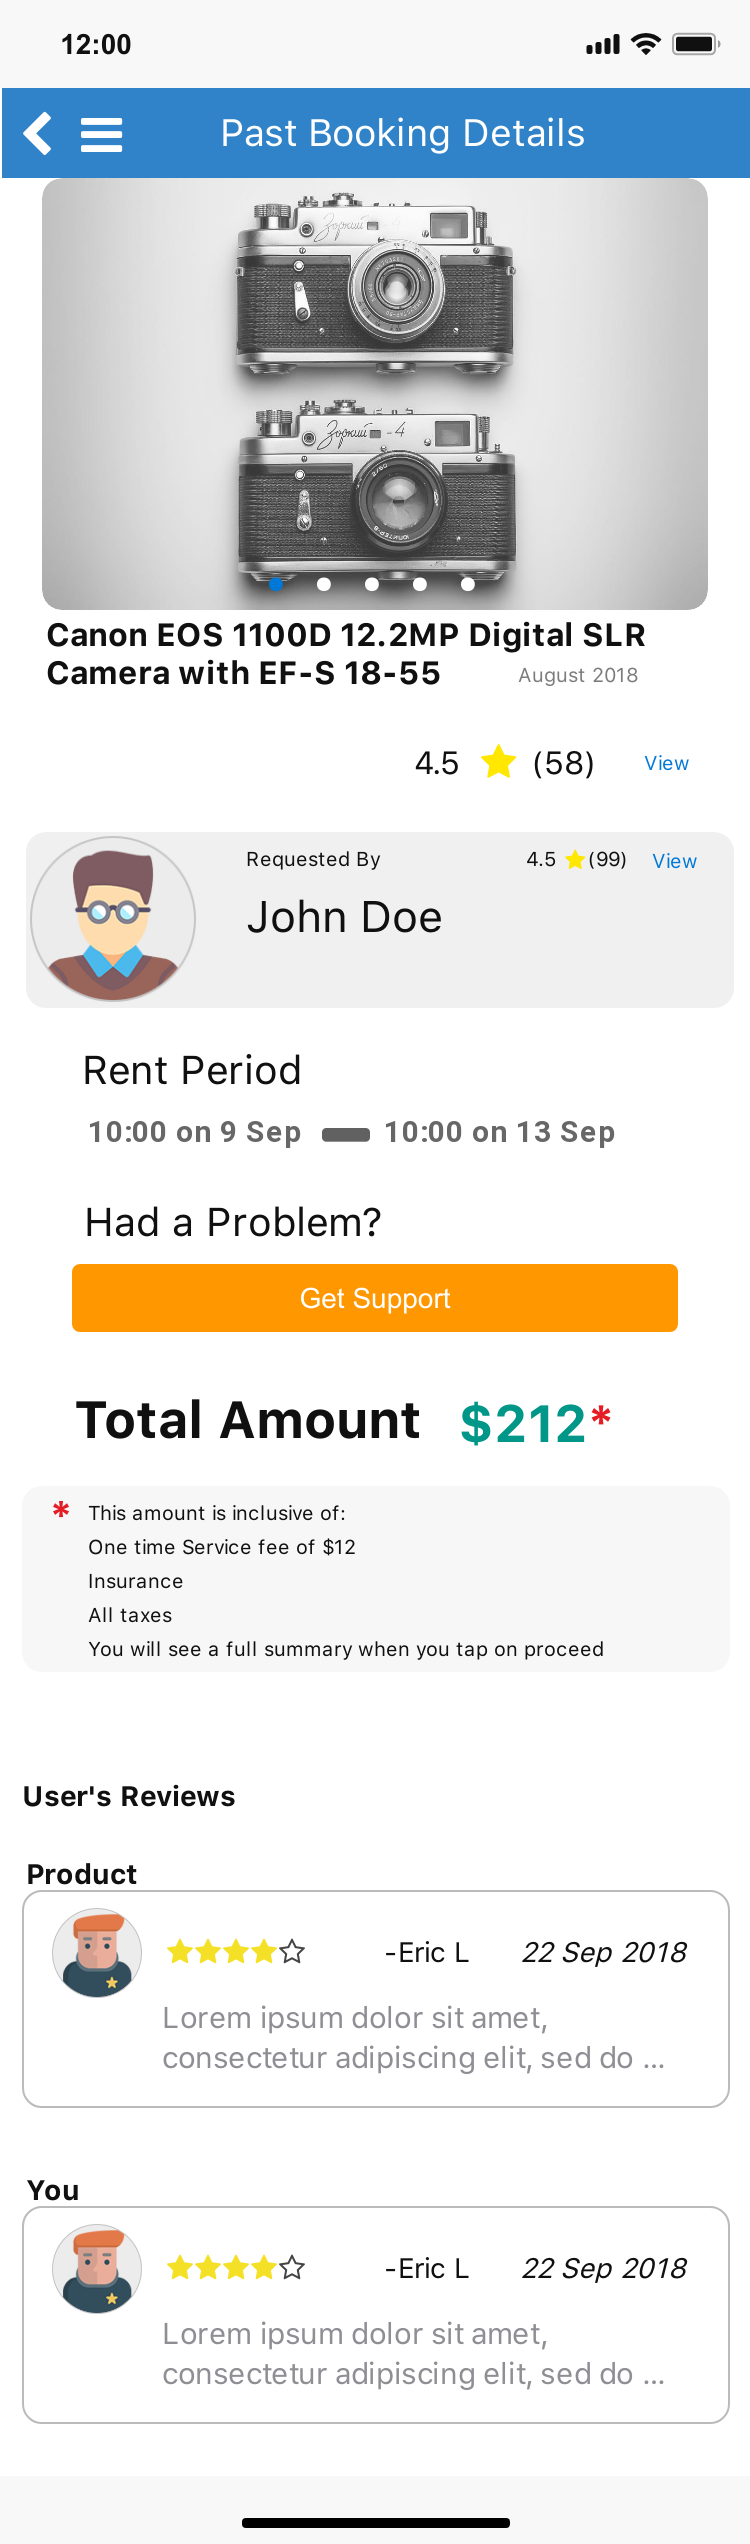 12:00
Past Booking Details
Зоркий - 4
Зоркий - 4
Canon EOS 1100D 12.2MP Digital SLR
Camera with EF-S 18-55
August 2018
4.5 (58) View
Requested By 4.5 (99) View
John Doe
Rent Period
10:00 on 9 Sep 10:00 on 13 Sep
Had a Problem?
Get Support
Total Amount $212*
* This amount is inclusive of:
One time Service fee of $12
Insurance
All taxes
You will see a full summary when you tap on proceed
User's Reviews
Product
-Eric L 22 Sep 2018
Lorem ipsum dolor sit amet,
consectetur adipiscing elit, sed do ...
You
-Eric L 22 Sep 2018
Lorem ipsum dolor sit amet,
consectetur adipiscing elit, sed do ...